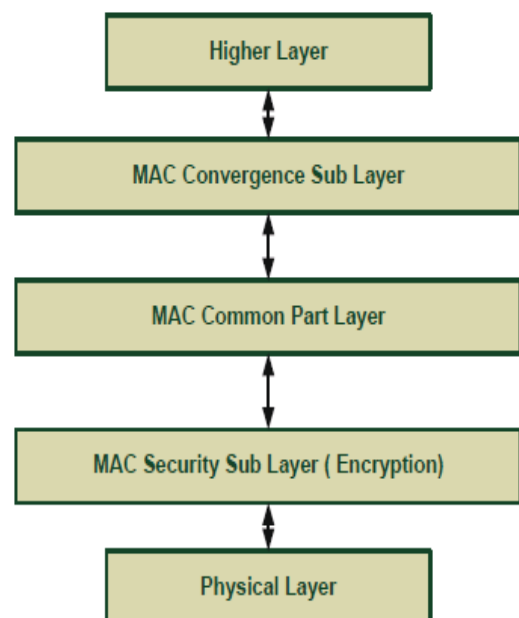 Higher Layer
MAC Convergence Sub Layer
MAC Common Part Layer
MAC Security Sub Layer ( Encryption)
Physical Layer